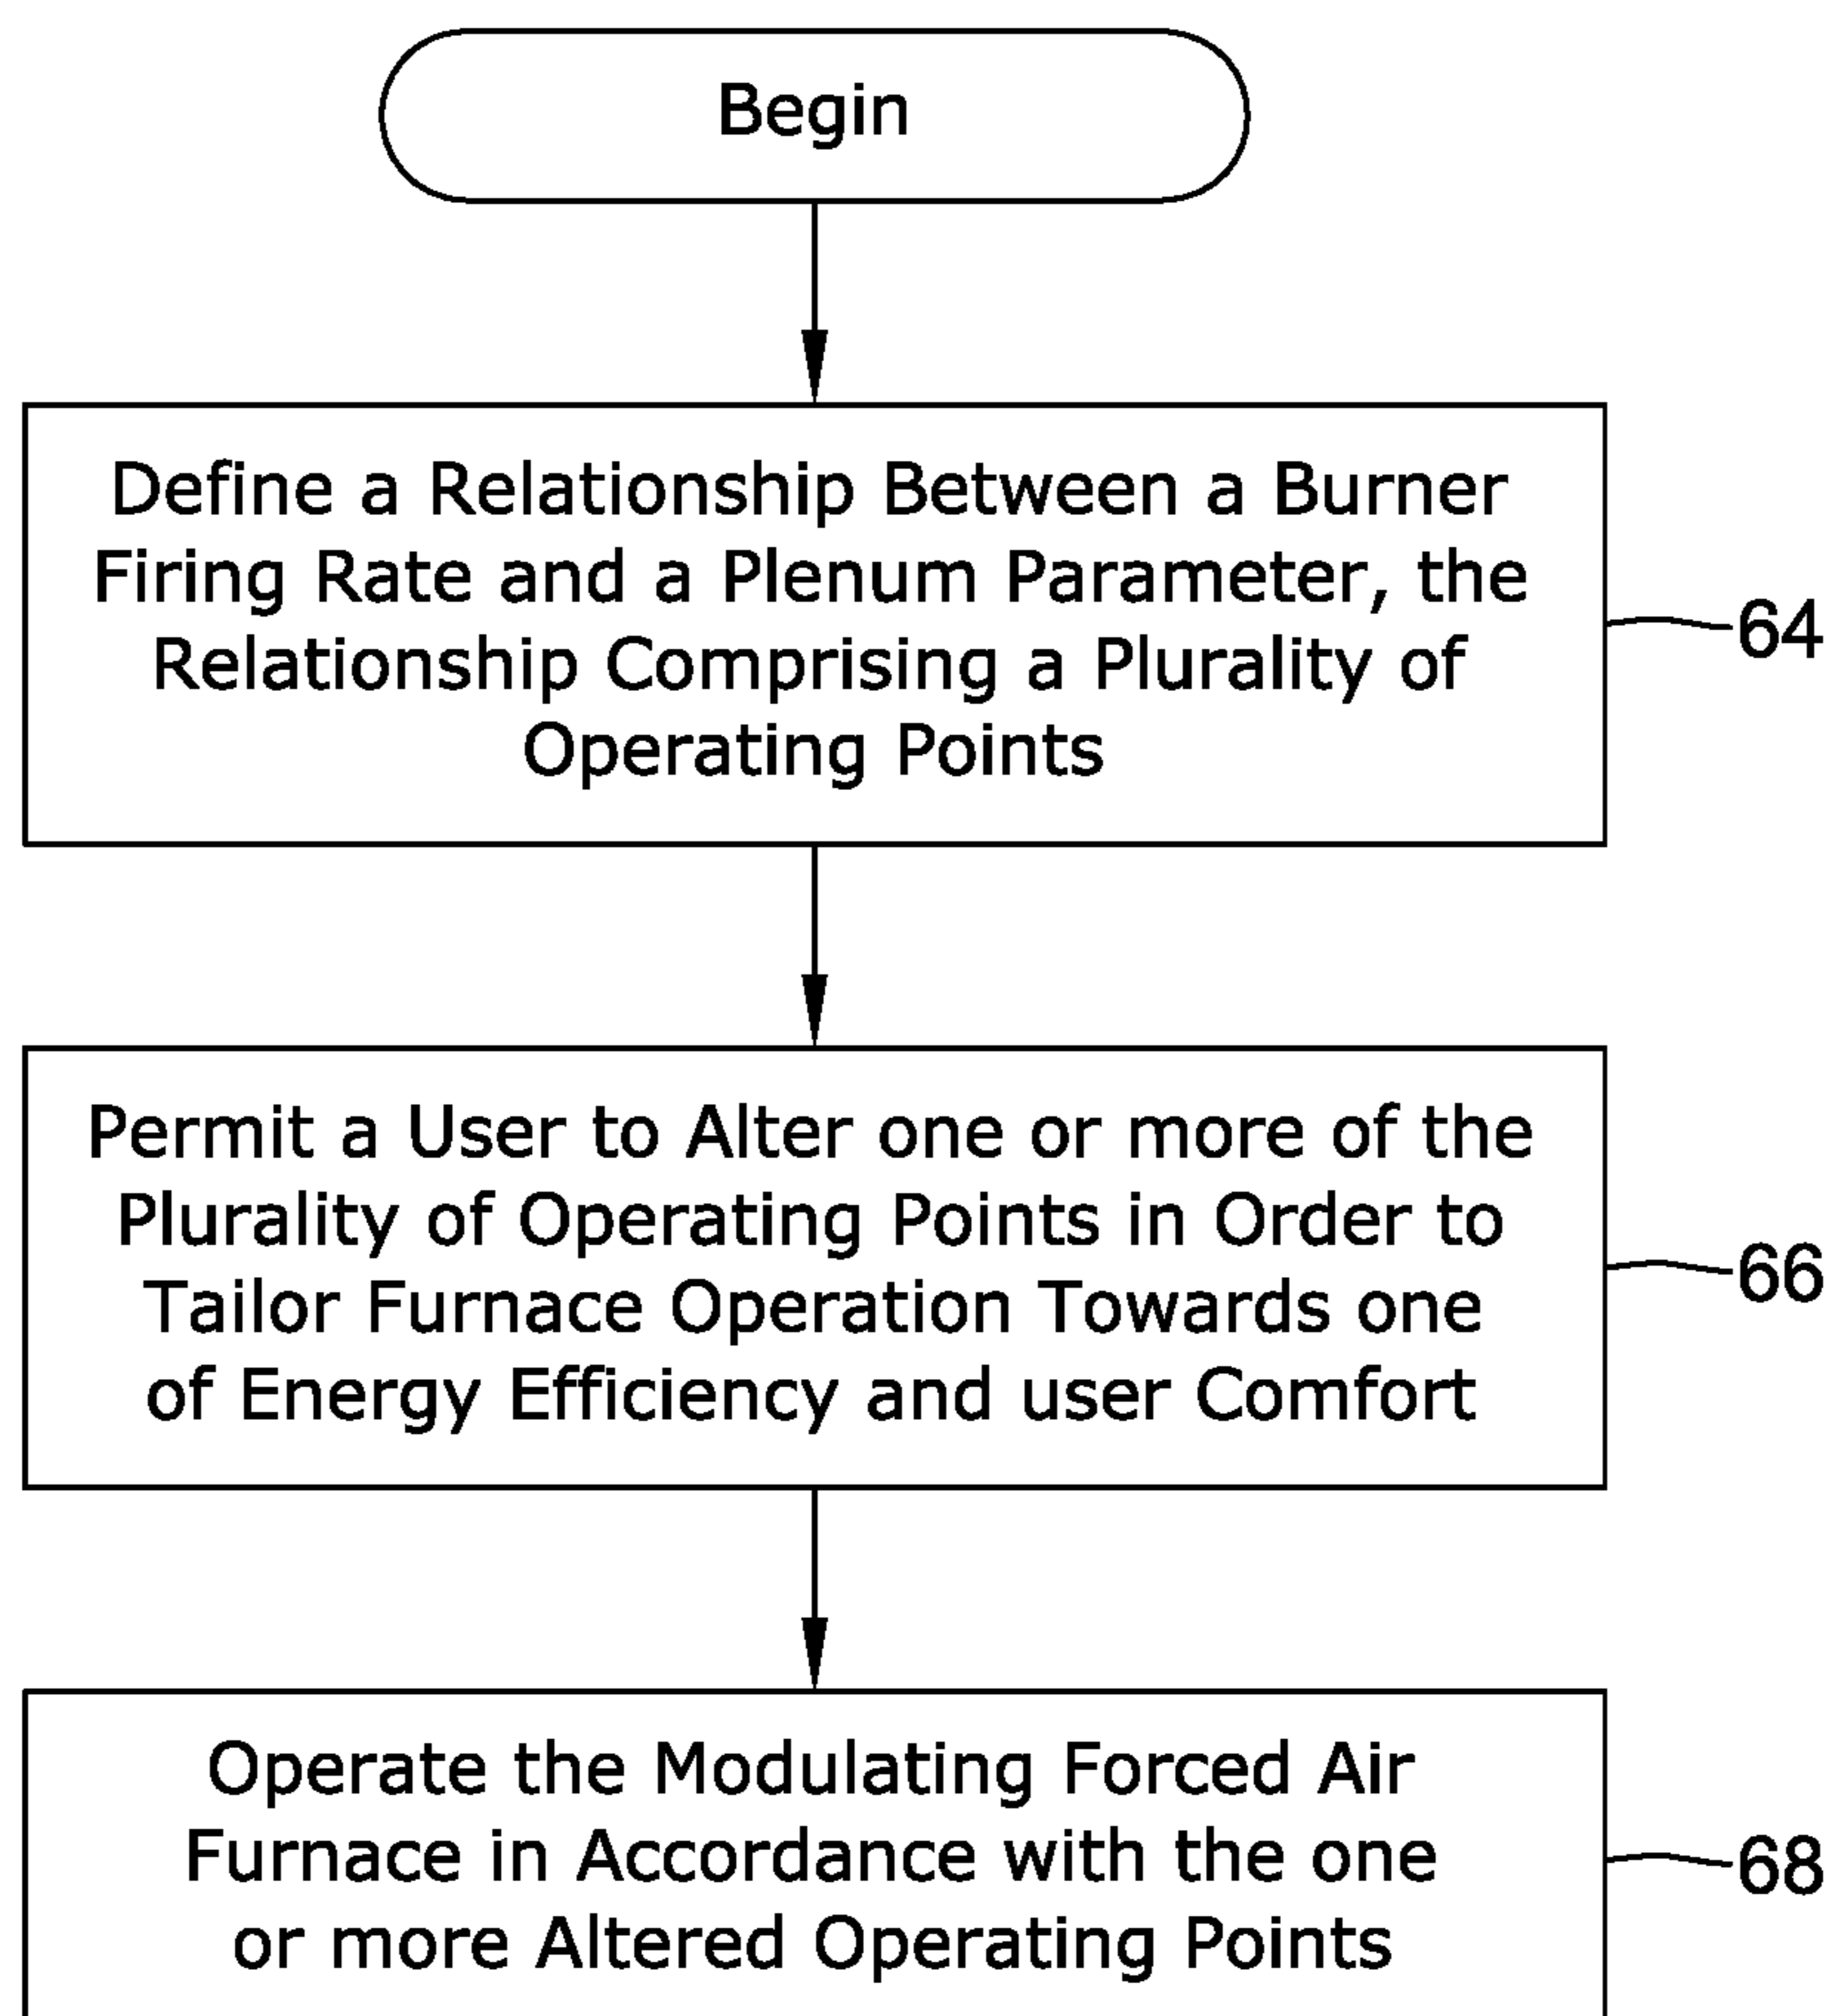 Begin
Define a Relationship Between a Burner
Firing Rate and a Plenum Parameter, the
Relationship Comprising a Plurality of
Operating Points
64
Permit a User to Alter one or more of the
Plurality of Operating Points in Order to
Tailor Furnace Operation Towards one
of Energy Efficiency and user Comfort
66
Operate the Modulating Forced Air
Furnace in Accordance with the one
or more Altered Operating Points
68